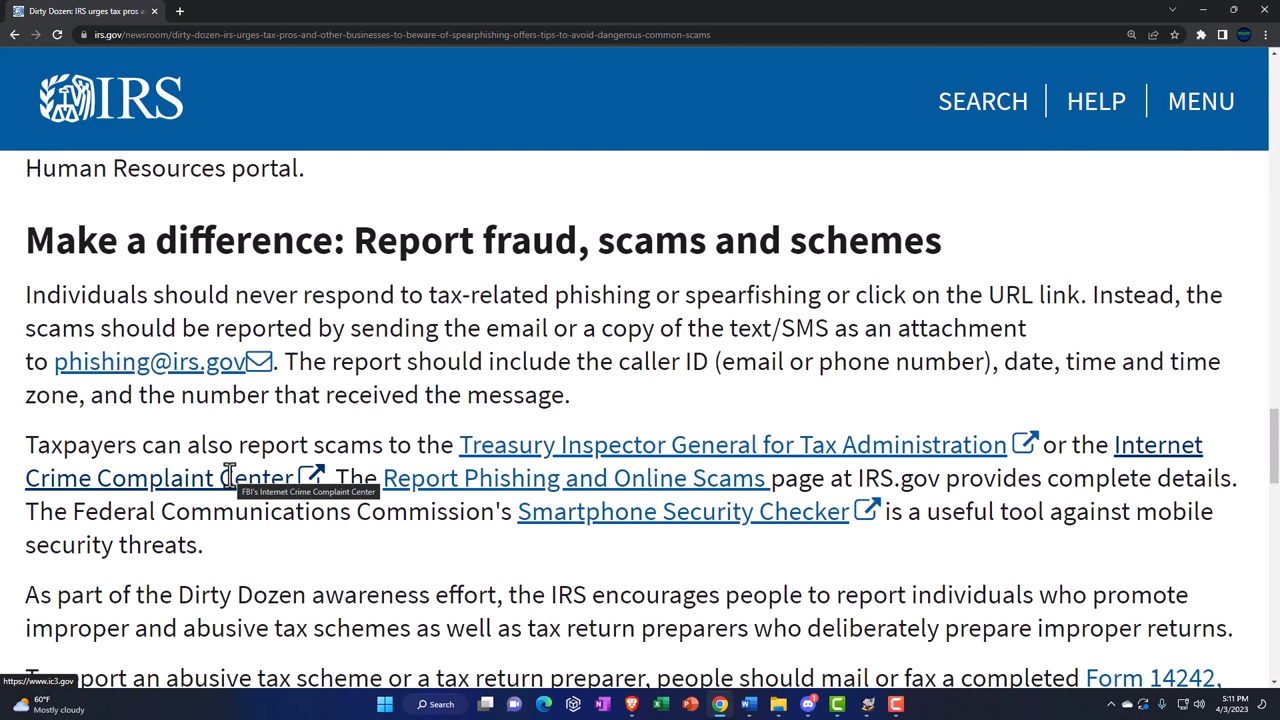 Dirty Dozen: IRS urges tax pros a
irs.gov/newsroom/dirty-dozen-irs-urges-tax-pros-and-other-businesses-to-beware-of-spearphishing-offers-tips-to-avoid-dangerous-common-scams
IRS
SEARCH HELP MENU
Human Resources portal.
Make a difference: Report fraud, scams and schemes
Individuals should never respond to tax-related phishing or spearfishing or click on the URL link. Instead, the
scams should be reported by sending the email or a copy of the text/SMS as an attachment
to phishing@irs.gov. The report should include the caller ID (email or phone number), date, time and time
zone, and the number that received the message.
Taxpayers can also report scams to the Treasury Inspector General for Tax Administration or the Internet
Crime Complaint Center. The Report Phishing and Online Scams page at IRS.gov provides complete details.
FBI's Internet Crime Complaint Center
The Federal Communications Commission's Smartphone Security Checker is a useful tool against mobile
security threats.
As part of the Dirty Dozen awareness effort, the IRS encourages people to report individuals who promote
improper and abusive tax schemes as well as tax return preparers who deliberately prepare improper returns.
To report an abusive tax scheme or a tax return preparer, people should mail or fax a completed Form 14242,
https://www.ic3.gov
60°F
Mostly cloudy
Search
5:11 PM
4/3/2023